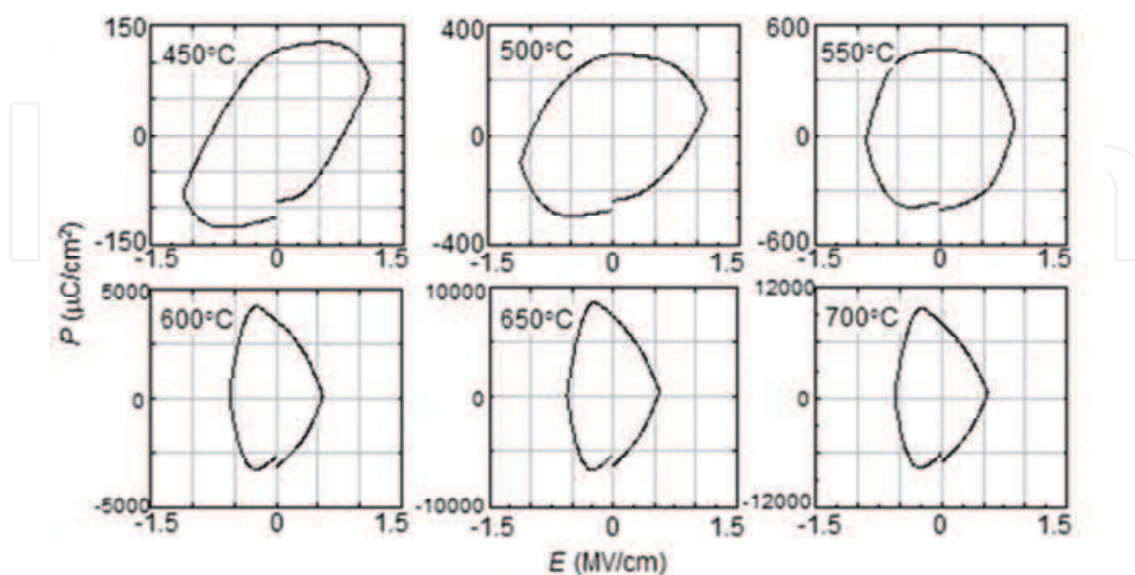 150 400 600
450°C 500°C 550°C
0 0 0
-150 -400 -600
-1.5 0 1.5 -1.5 0 1.5 -1.5 0 1.5
P (μC/cm²)
5000 10000 12000
600°C 650°C 700°C
0 0 0
-5000 -10000 -12000
-1.5 0 1.5 -1.5 0 1.5 -1.5 0 1.5
E (MV/cm)